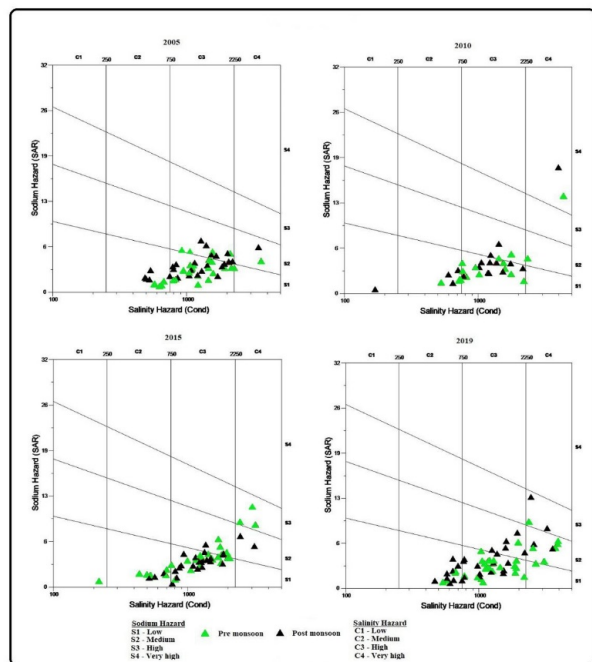 2005
C1 C2 C3 C4
100 250 750 2250
32
26
19
13
6
0
Sodium Hazard (SAR)
S4
S3
S2
S1
100 1000
Salinity Hazard (Cond)
2010
C1 C2 C3 C4
100 250 750 2250
32
26
19
13
6
0
Sodium Hazard (SAR)
S4
S3
S2
S1
100 1000
Salinity Hazard (Cond)
2015
C1 C2 C3 C4
100 250 750 2250
32
26
19
13
6
0
Sodium Hazard (SAR)
S4
S3
S2
S1
100 1000
Salinity Hazard (Cond)
2019
C1 C2 C3 C4
100 250 750 2250
32
26
19
13
6
0
Sodium Hazard (SAR)
S4
S3
S2
S1
100 1000
Salinity Hazard (Cond)
Sodium Hazard
S1 - Low
S2 - Medium
S3 - High
S4 - Very high
Pre monsoon
Post monsoon
Salinity Hazard
C1 - Low
C2 - Medium
C3 - High
C4 - Very high